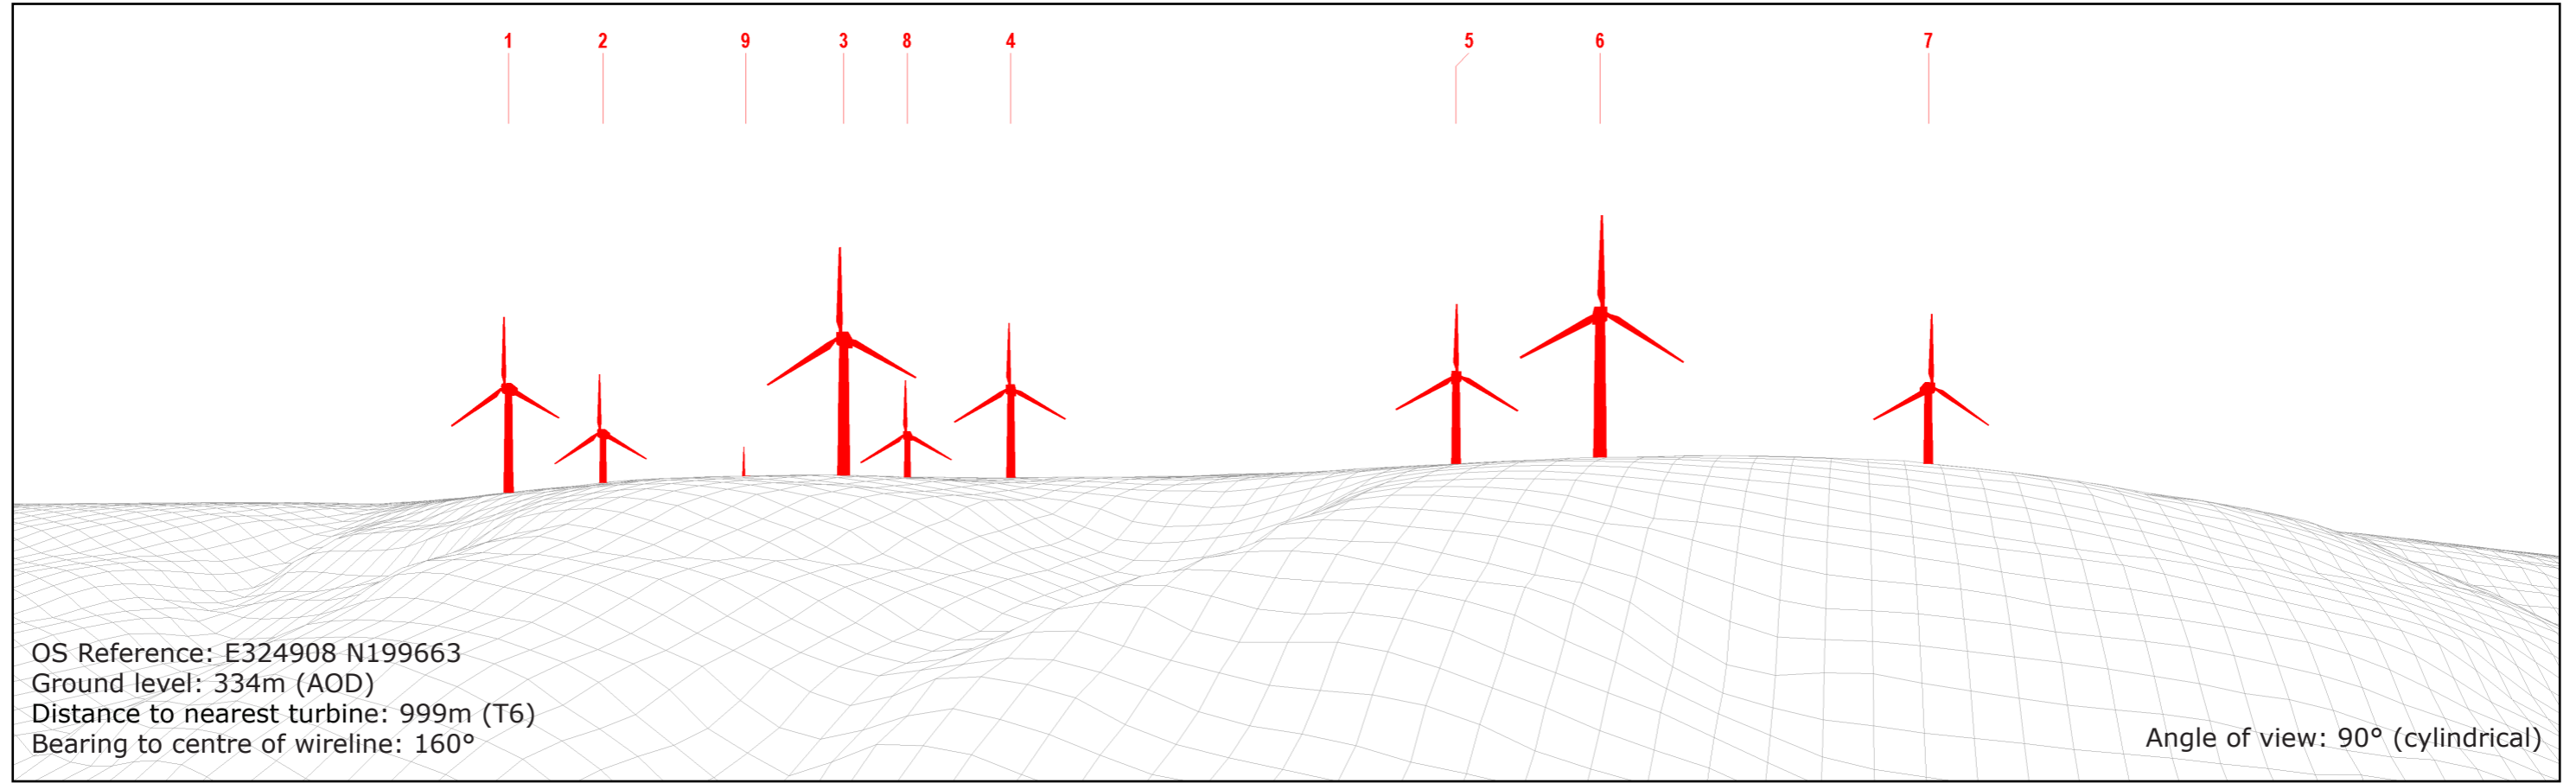 1 2 9 3 8 4 5 6 7
OS Reference: E324908 N199663
Ground level: 334m (AOD)
Distance to nearest turbine: 999m (T6)
Bearing to centre of wireline: 160°
Angle of view: 90° (cylindrical)